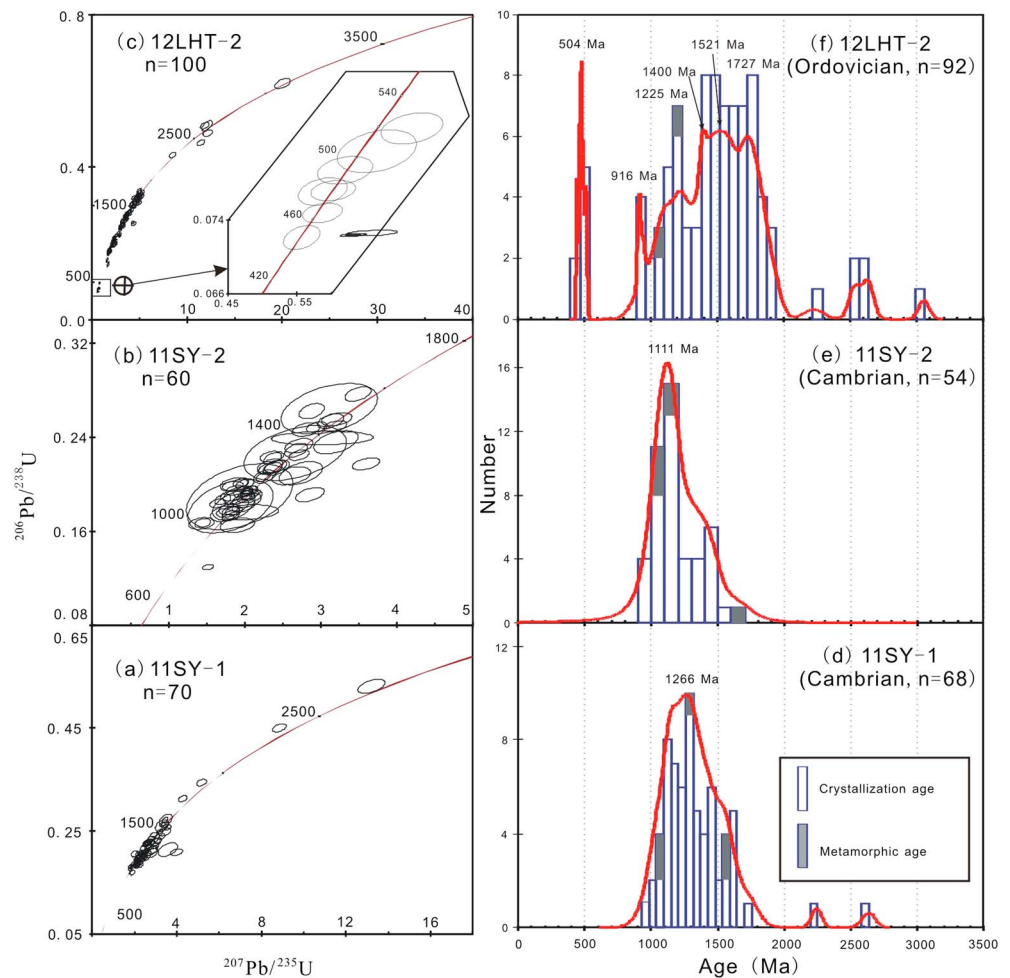 (c) 12LHT-2
n=100
0.8
0.4
0.0
3500
2500
1500
500
540
500
460
420
0.074
0.066
0.45
0.55
10
20
30
40
(b) 11SY-2
n=60
0.32
0.24
0.16
0.08
1800
1400
1000
600
1
2
3
4
5
(a) 11SY-1
n=70
0.65
0.45
0.25
0.05
2500
1500
500
4
8
12
16
206Pb/238U
207Pb/235U
(f) 12LHT-2
(Ordovician, n=92)
10
8
6
4
2
0
504 Ma
916 Ma
1225 Ma
1400 Ma
1521 Ma
1727 Ma
(e) 11SY-2
(Cambrian, n=54)
16
12
8
4
0
1111 Ma
Number
(d) 11SY-1
(Cambrian, n=68)
12
8
4
0
1266 Ma
Crystallization age
Metamorphic age
0
500
1000
1500
2000
2500
3000
3500
Age (Ma)